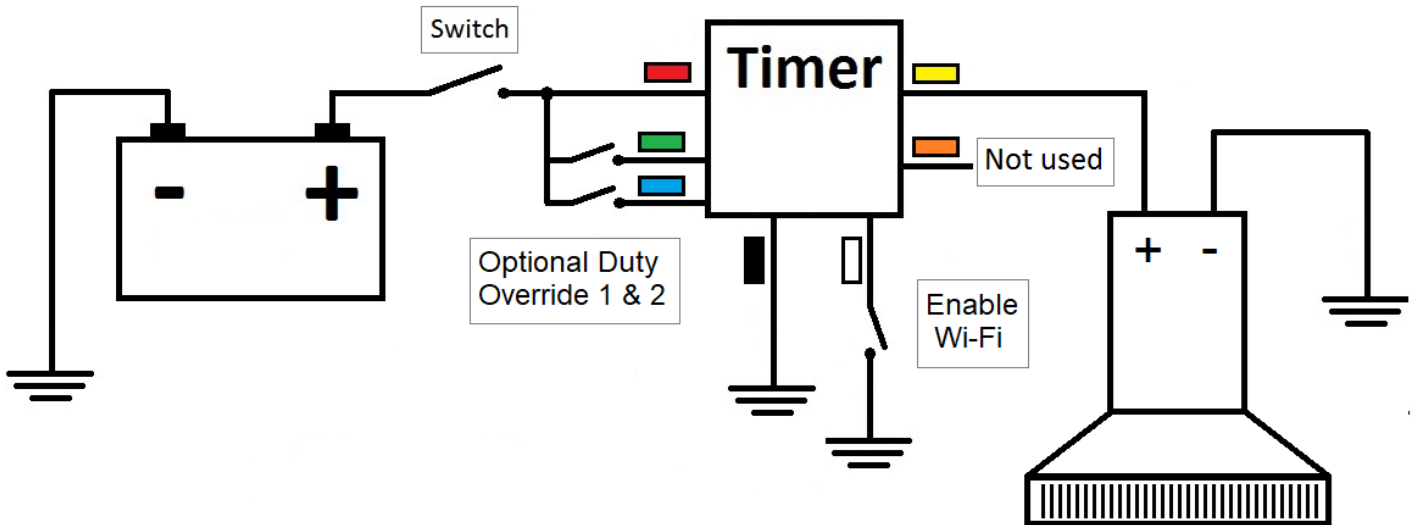 Switch
Timer
- +
Not used
+ -
Optional Duty
Override 1 & 2
Enable
Wi-Fi